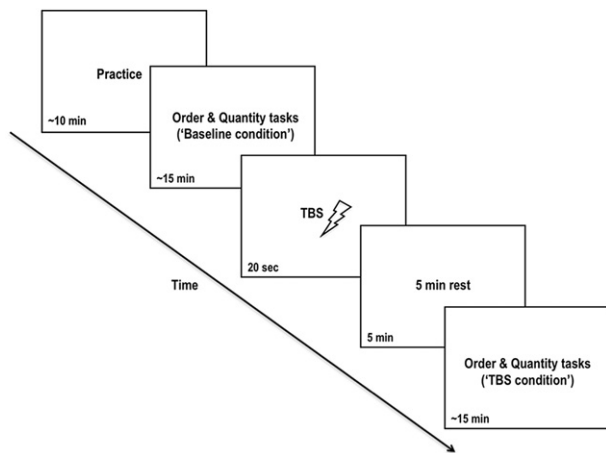 Practice
~10 min
Order & Quantity tasks
('Baseline condition')
~15 min
TBS
20 sec
Time
5 min rest
5 min
Order & Quantity tasks
('TBS condition')
~15 min